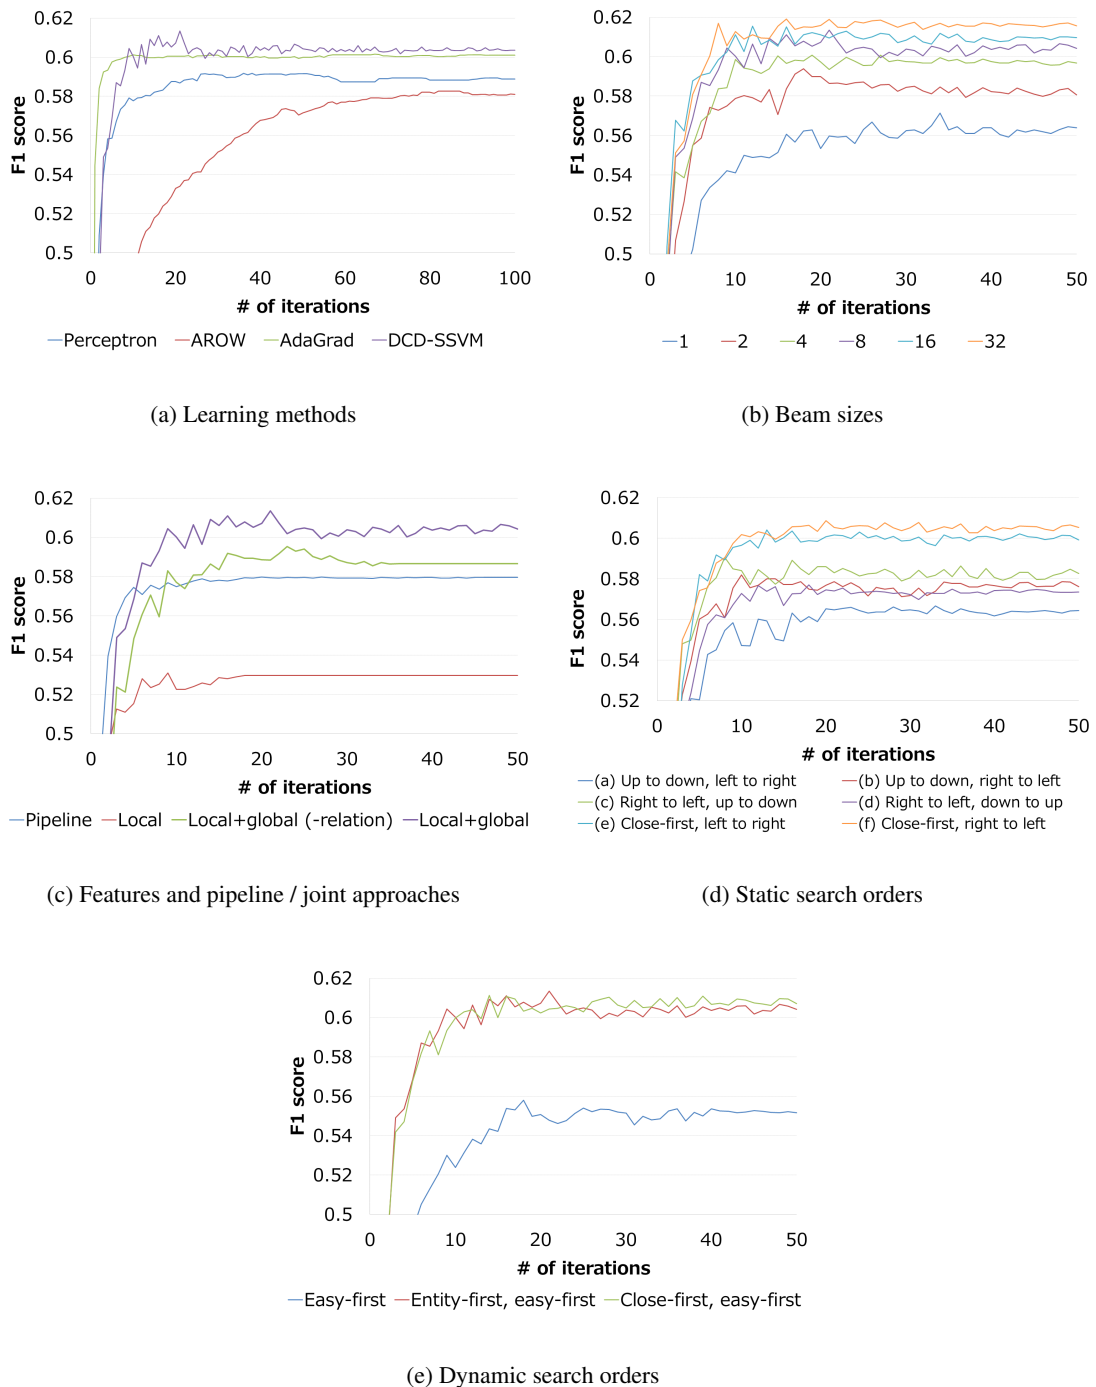 0.62
0.6
0.58
0.56
0.54
0.52
0.5
F1 score
0 20 40 60 80 100
# of iterations
Perceptron AROW AdaGrad DCD-SSVM
(a) Learning methods
0.62
0.6
0.58
0.56
0.54
0.52
0.5
F1 score
0 10 20 30 40 50
# of iterations
1 2 4 8 16 32
(b) Beam sizes
0.62
0.6
0.58
0.56
0.54
0.52
0.5
F1 score
0 10 20 30 40 50
# of iterations
Pipeline Local Local+global (-relation) Local+global
(c) Features and pipeline / joint approaches
0.62
0.6
0.58
0.56
0.54
0.52
F1 score
0 10 20 30 40 50
# of iterations
(a) Up to down, left to right (b) Up to down, right to left
(c) Right to left, up to down (d) Right to left, down to up
(e) Close-first, left to right (f) Close-first, right to left
(d) Static search orders
0.62
0.6
0.58
0.56
0.54
0.52
0.5
F1 score
0 10 20 30 40 50
# of iterations
Easy-first Entity-first, easy-first Close-first, easy-first
(e) Dynamic search orders